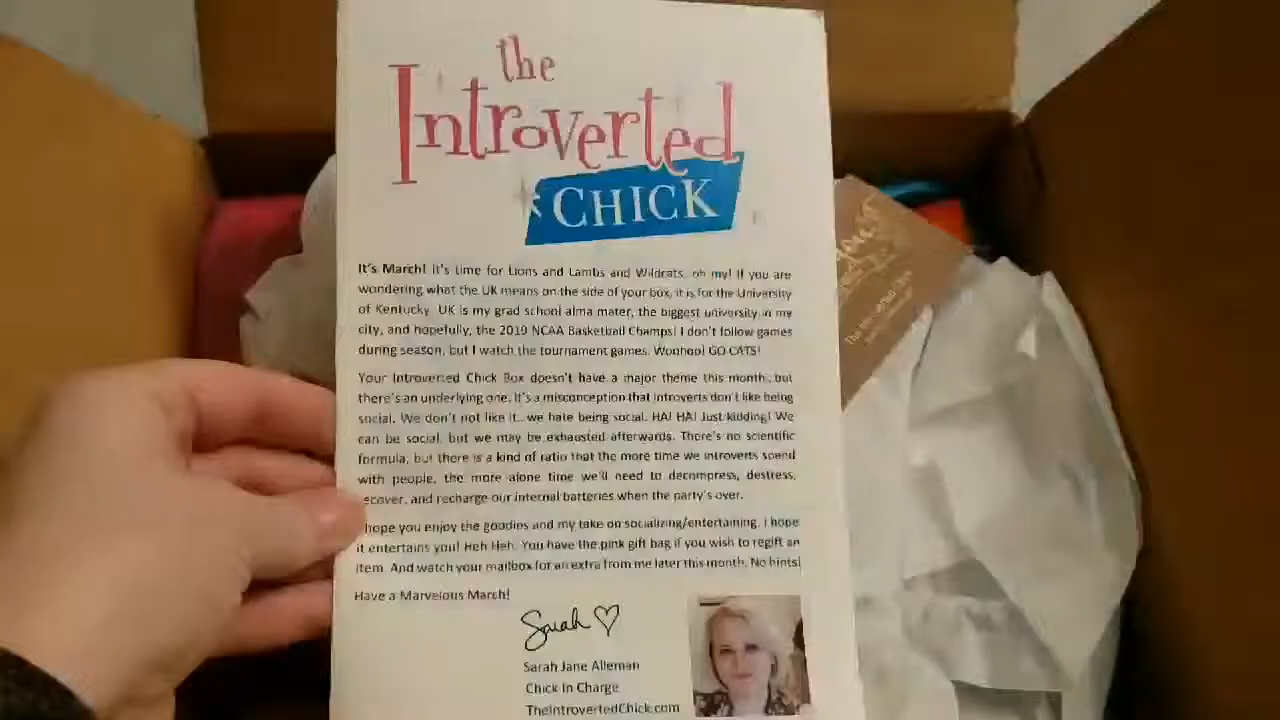 the
Introverted
CHICK
It's March! It's time for Lions and Lambs and Wildcats, oh my! If you are
wondering what the UK means on the side of your box, it is for the University
of Kentucky. UK is my grad school alma mater, the biggest university in my
city, and hopefully, the 2019 NCAA Basketball Champs! I don't follow games
during season, but I watch the tournament games. Woohoo! GO CATS!
Your Introverted Chick Box doesn't have a major theme this month, but
there's an underlying one. It's a misconception that introverts don't like being
social. We don't not like it...we hate being social. HA! HA! Just kidding! We
can be social, but we may be exhausted afterwards. There's no scientific
formula, but there is a kind of ratio that the more time we introverts spend
with people, the more alone time we'll need to decompress, destress,
recover, and recharge our internal batteries when the party's over.
I hope you enjoy the goodies and my take on socializing/entertaining. I hope
it entertains you! Heh Heh. You have the pink gift bag if you wish to regift an
item. And watch your mailbox for an extra from me later this month. No hints!
Have a Marvelous March!
Sarah ♡
Sarah Jane Alleman
Chick In Charge
TheIntrovertedChick.com